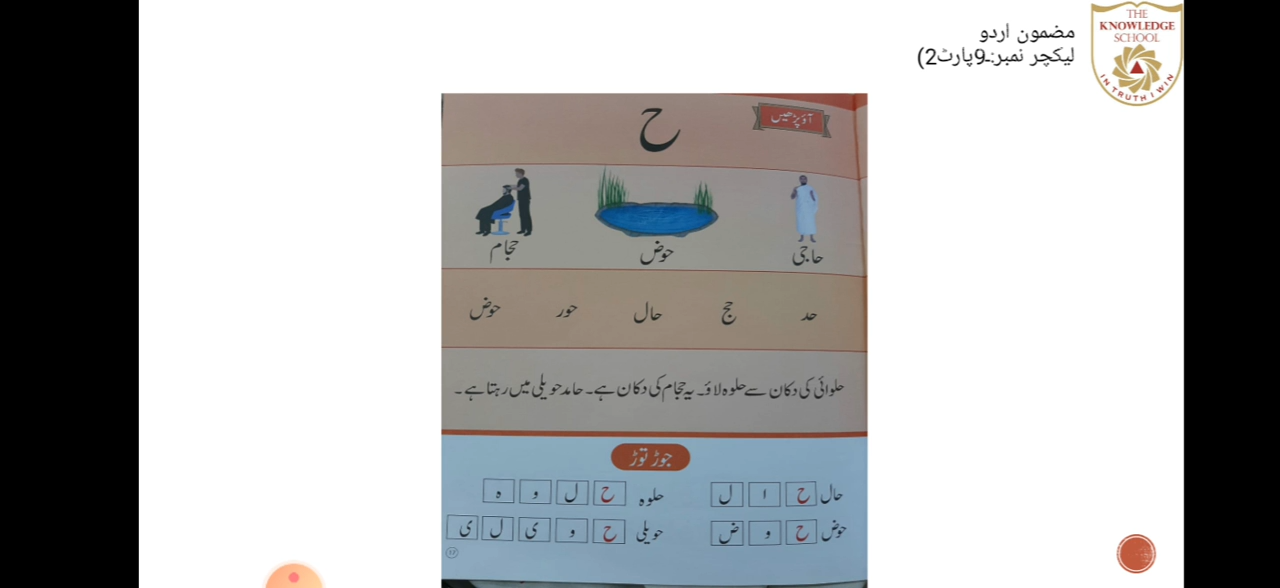 مضمون اردو
لیکچر نمبر:۔9پارٹ2)
THE
KNOWLEDGE
SCHOOL
IN TRUTH I WIN
آؤ پڑھیں
ح
حاجی حوض حجام
حد حج حال حور حوض
حلوائی کی دکان سے حلوہ لاؤ۔ یہ حجام کی دکان ہے۔ حامد حویلی میں رہتا ہے۔
جوڑ توڑ
حال ح ا ل حلوہ ح ل و ہ
حوض ح و ض حویلی ح و ی ل ی